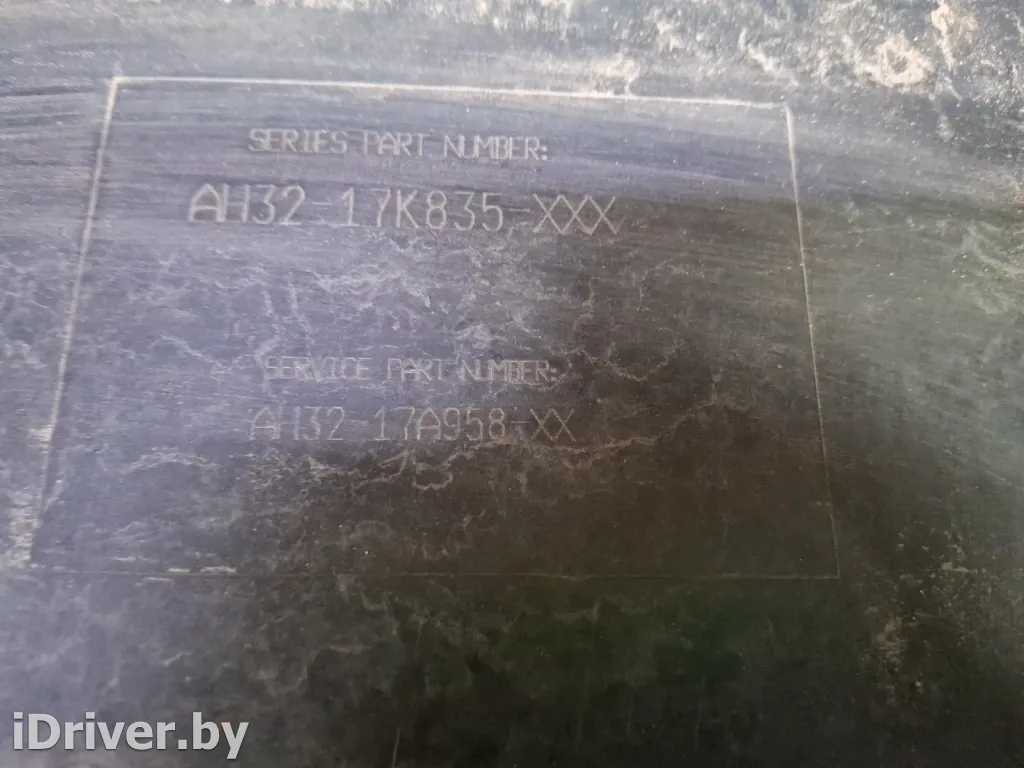 SERIES PART NUMBER:
AH32-17K835-XXX
SERVICE PART NUMBER:
AH32-17A958-XX
iDriver.by